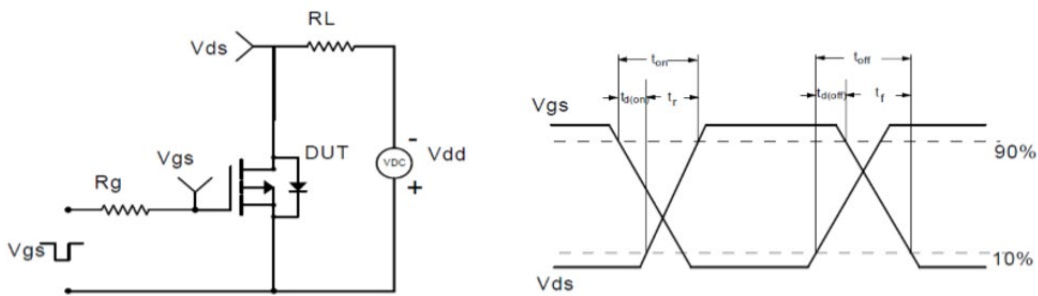 RL
Vds
Vgs
DUT
VDC
-
+
Vdd
Rg
Vgs
ton
toff
td(on)
tr
td(off)
tf
Vgs
90%
10%
Vds